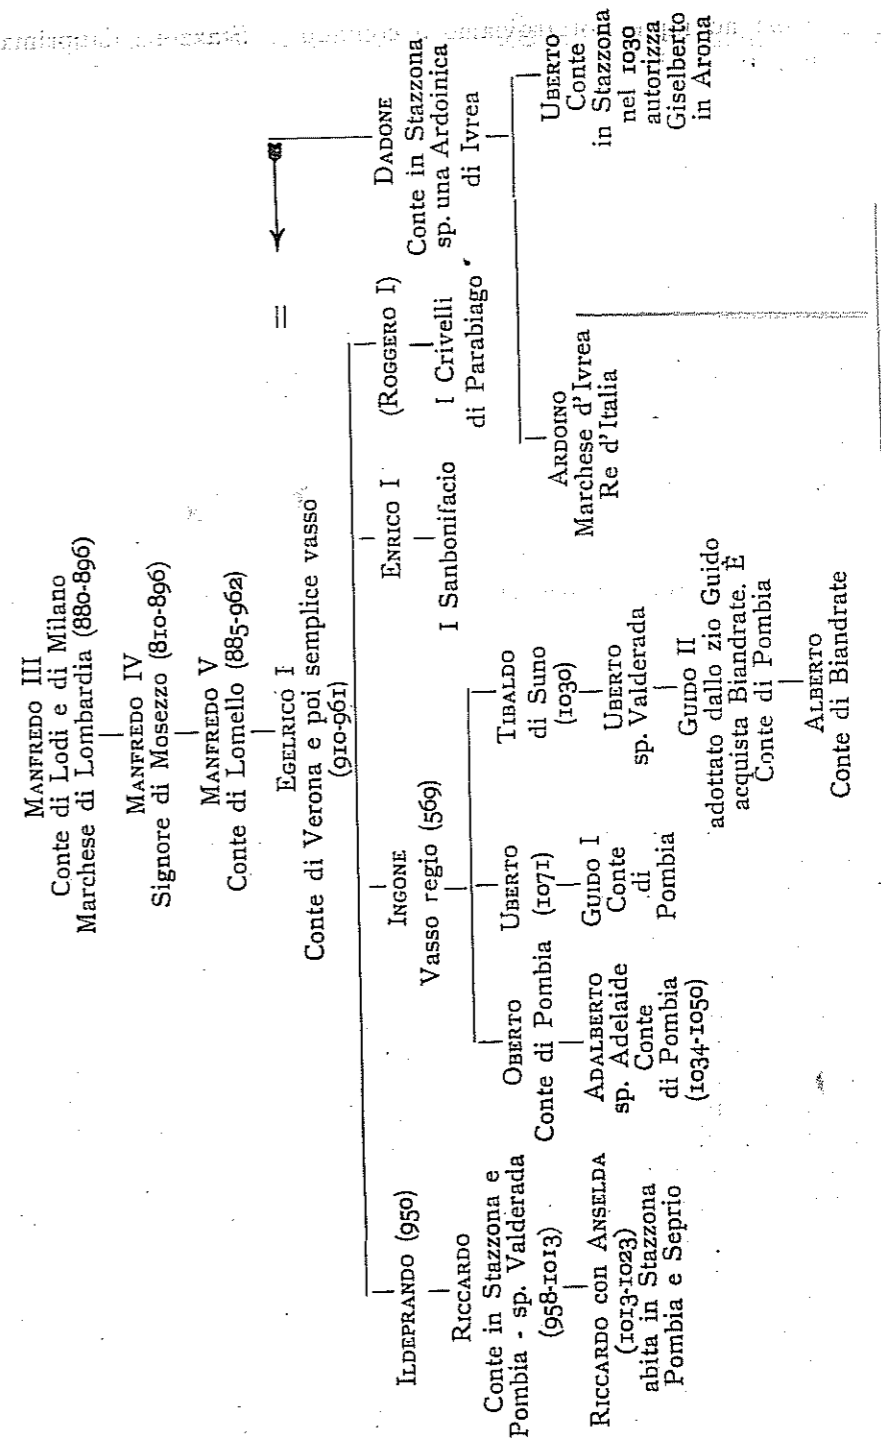 MANFREDO III
Conte di Lodi e di Milano
Marchese di Lombardia (880-896)
MANFREDO IV
Signore di Mosezzo (810-896)
MANFREDO V
Conte di Lomello (885-962)
EGELRICO I
Conte di Verona e poi semplice vasso
(910-961)
=
ILDEPRANDO (950)
RICCARDO
Conte in Stazzona e
Pombia - sp. Valderada
(958-1013)
RICCARDO con ANSELDA
(1013-1023)
abita in Stazzona
Pombia e Seprio
INGONE
Vasso regio (569)
OBERTO
Conte di Pombia
ADALBERTO
sp. Adelaide
Conte
di Pombia
(1034-1050)
UBERTO
(1071)
GUIDO I
Conte
di
Pombia
TIBALDO
di Suno
(1030)
UBERTO
sp. Valderada
GUIDO II
adottato dallo zio Guido
acquista Biandrate. È
Conte di Pombia
ALBERTO
Conte di Biandrate
ENRICO I
I Sanbonifacio
(ROGGERO I)
I Crivelli
di Parabiago
DADONE
Conte in Stazzona
sp. una Ardoinica
di Ivrea
ARDOINO
Marchese d'Ivrea
Re d'Italia
UBERTO
Conte
in Stazzona
nel 1030
autorizza
Giselberto
in Arona